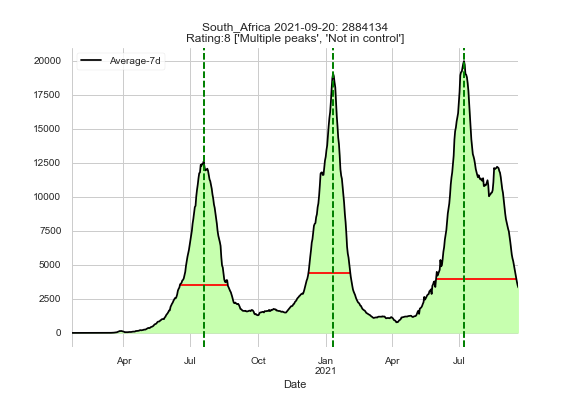 South_Africa 2021-09-20: 2884134
Rating:8 ['Multiple peaks', 'Not in control']
Average-7d
20000
17500
15000
12500
10000
7500
5000
2500
0
Apr
Jul
Oct
Jan
2021
Apr
Jul
Date